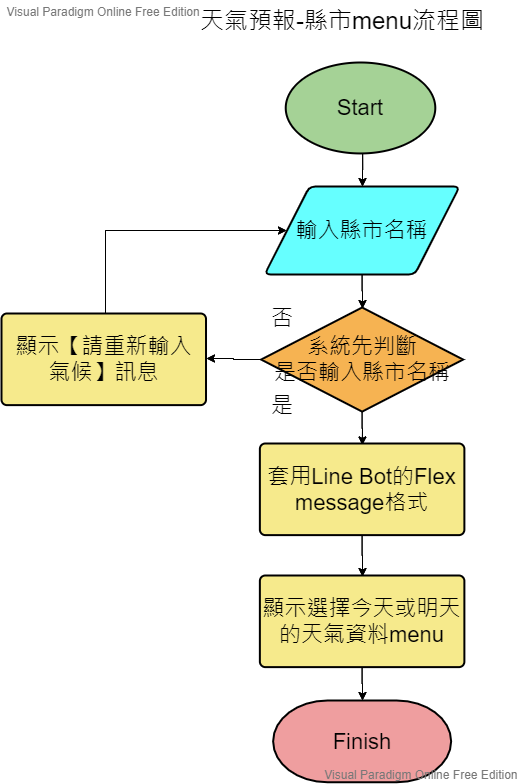 Visual Paradigm Online Free Edition
天氣預報-縣市menu流程圖
Start
輸入縣市名稱
否
系統先判斷
是否輸入縣市名稱
顯示【請重新輸入
氣候】訊息
是
套用Line Bot的Flex
message格式
顯示選擇今天或明天
的天氣資料menu
Finish
Visual Paradigm Online Free Edition